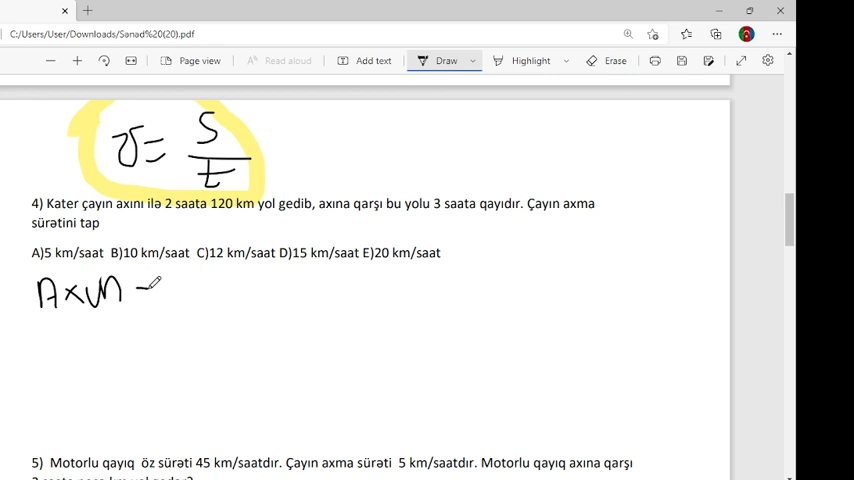 C:/Users/User/Downloads/Sənəd%20(20).pdf
Page view
Read aloud
Add text
Draw
Highlight
Erase
v = S/t
4) Kater çayın axını ilə 2 saata 120 km yol gedib, axına qarşı bu yolu 3 saata qayıdır. Çayın axma
sürətini tap
A)5 km/saat B)10 km/saat C)12 km/saat D)15 km/saat E)20 km/saat
5) Motorlu qayıq öz sürəti 45 km/saatdır. Çayın axma sürəti 5 km/saatdır. Motorlu qayıq axına qarşı